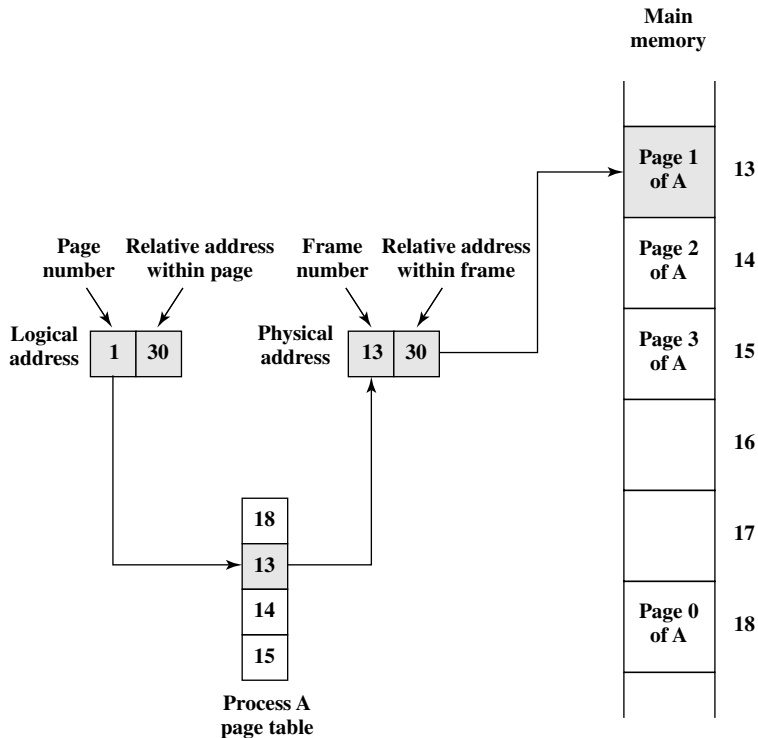 Main
memory
Page 1
of A
13
Page number
Relative address
within page
Frame
number
Relative address
within frame
Page 2
of A
14
Logical
address
1
30
Physical
address
13
30
Page 3
of A
15
16
18
17
13
14
Page 0
of A
18
15
Process A
page table